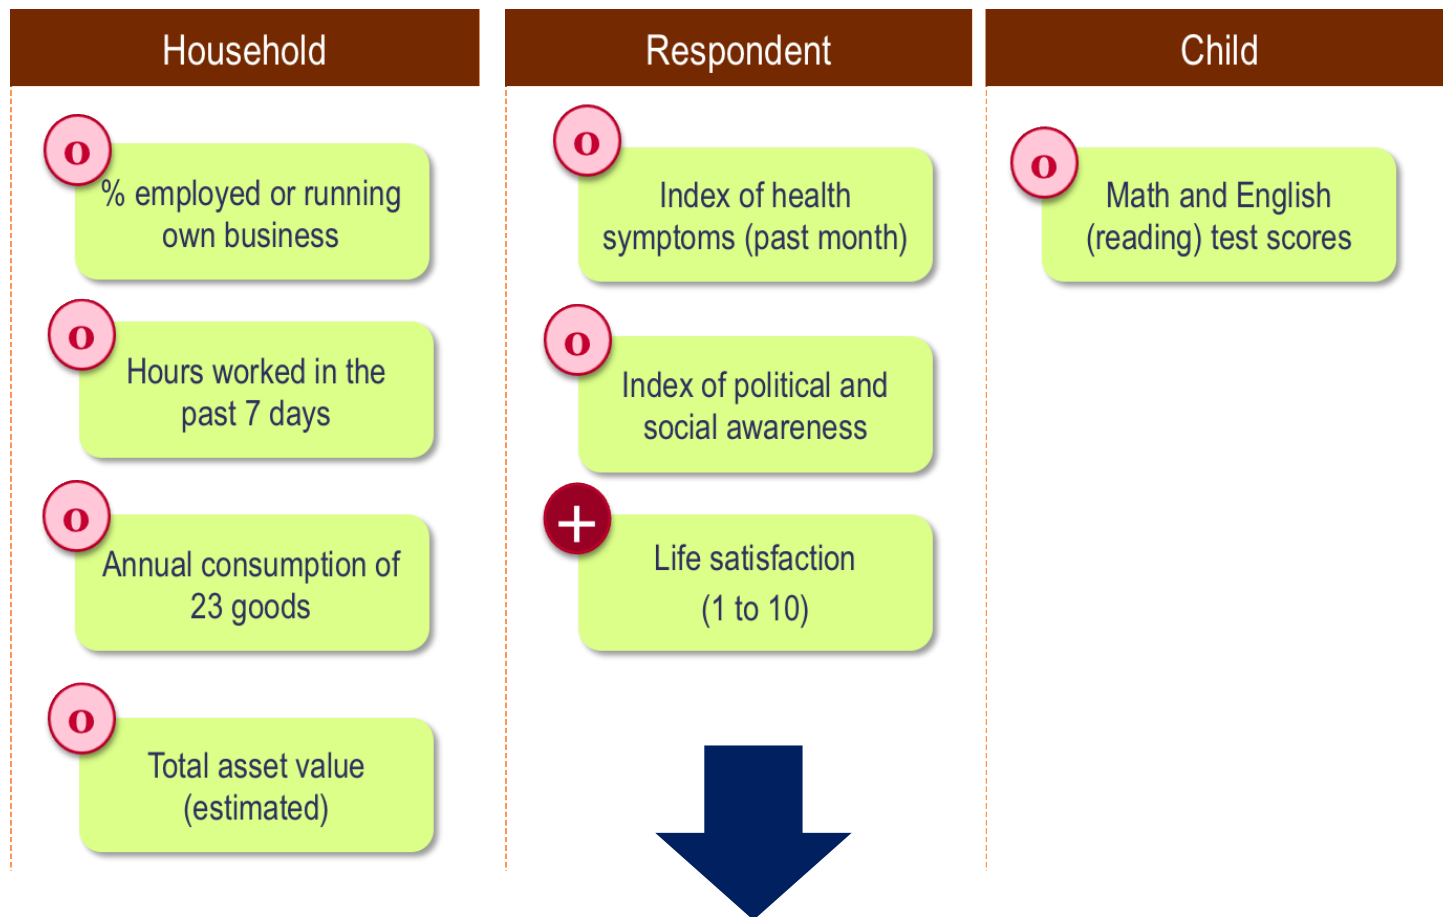 Household
o
% employed or running
own business
o
Hours worked in the
past 7 days
o
Annual consumption of
23 goods
o
Total asset value
(estimated)
Respondent
o
Index of health
symptoms (past month)
o
Index of political and
social awareness
+
Life satisfaction
(1 to 10)
Child
o
Math and English
(reading) test scores